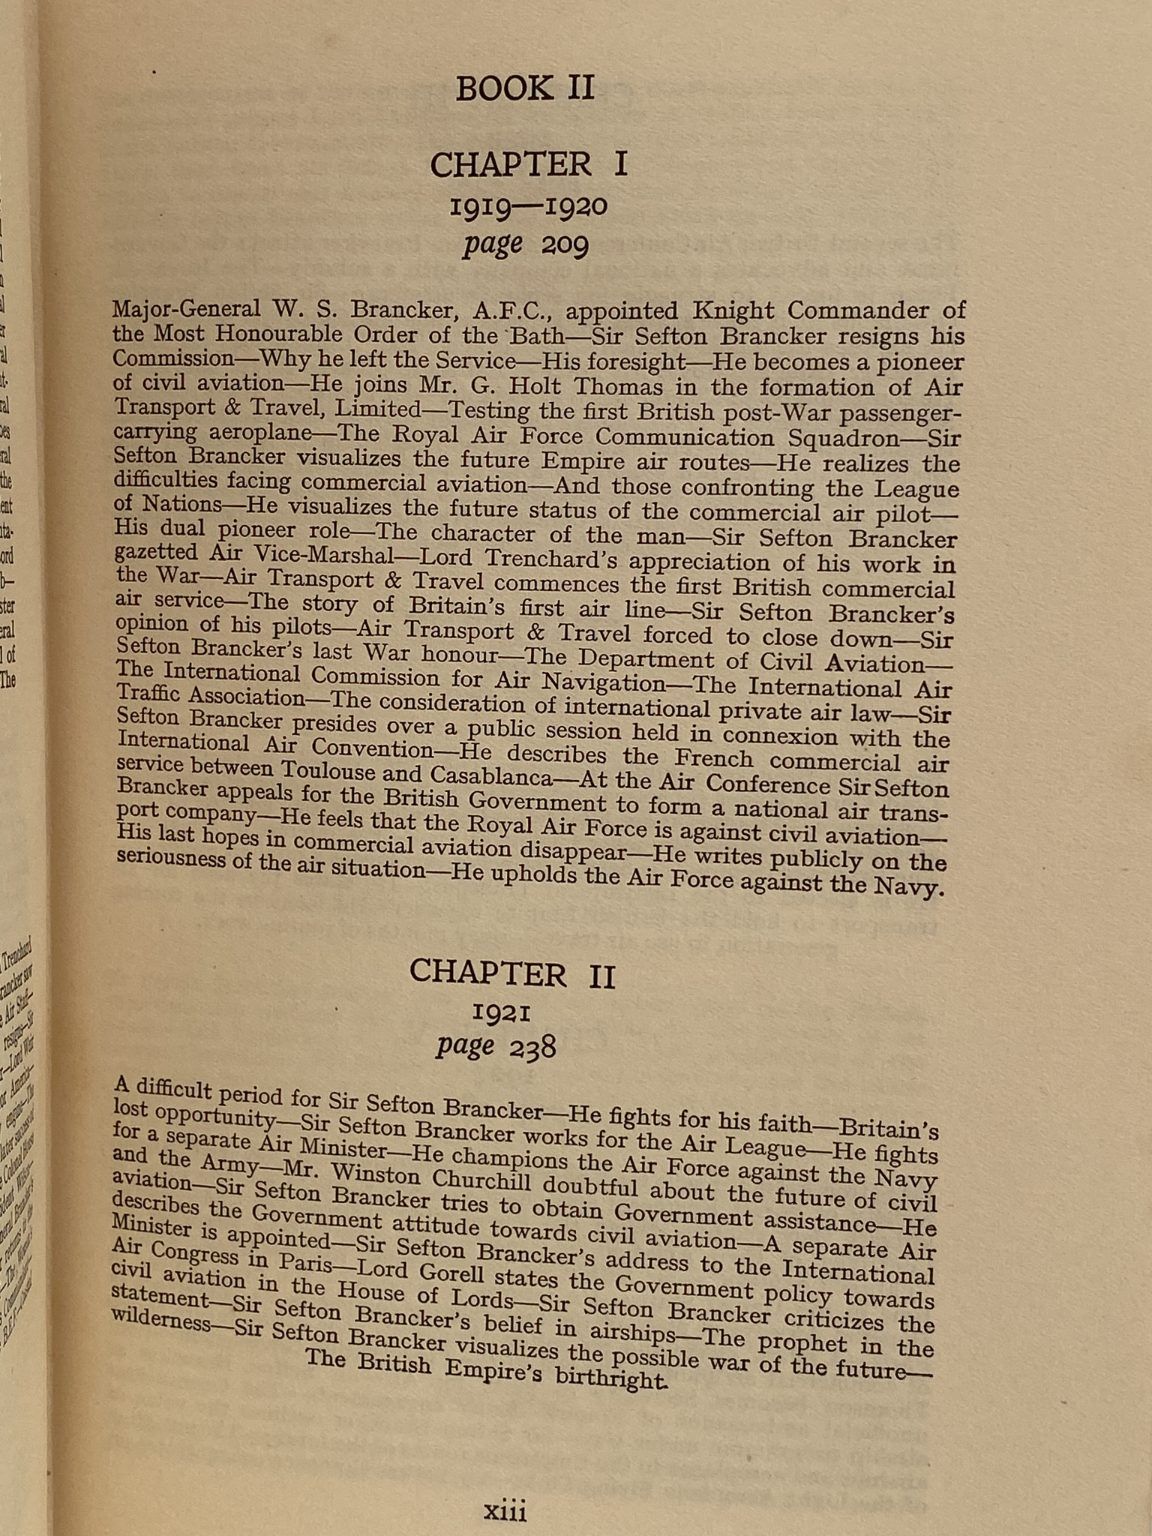 BOOK II
CHAPTER I
1919—1920
page 209
Major-General W. S. Brancker, A.F.C., appointed Knight Commander of
the Most Honourable Order of the Bath—Sir Sefton Brancker resigns his
Commission—Why he left the Service—His foresight—He becomes a pioneer
of civil aviation—He joins Mr. G. Holt Thomas in the formation of Air
Transport & Travel, Limited—Testing the first British post-War passenger-
carrying aeroplane—The Royal Air Force Communication Squadron—Sir
Sefton Brancker visualizes the future Empire air routes—He realizes the
difficulties facing commercial aviation—And those confronting the League
of Nations—He visualizes the future status of the commercial air pilot—
His dual pioneer role—The character of the man—Sir Sefton Brancker
gazetted Air Vice-Marshal—Lord Trenchard's appreciation of his work in
the War—Air Transport & Travel commences the first British commercial
air service—The story of Britain's first air line—Sir Sefton Brancker's
opinion of his pilots—Air Transport & Travel forced to close down—Sir
Sefton Brancker's last War honour—The Department of Civil Aviation—
The International Commission for Air Navigation—The International Air
Traffic Association—The consideration of international private air law—Sir
Sefton Brancker presides over a public session held in connexion with the
International Air Convention—He describes the French commercial air
service between Toulouse and Casablanca—At the Air Conference Sir Sefton
Brancker appeals for the British Government to form a national air trans-
port company—He feels that the Royal Air Force is against civil aviation—
His last hopes in commercial aviation disappear—He writes publicly on the
seriousness of the air situation—He upholds the Air Force against the Navy.
CHAPTER II
1921
page 238
A difficult period for Sir Sefton Brancker—He fights for his faith—Britain's
lost opportunity—Sir Sefton Brancker works for the Air League—He fights
for a separate Air Minister—He champions the Air Force against the Navy
and the Army—Mr. Winston Churchill doubtful about the future of civil
aviation—Sir Sefton Brancker tries to obtain Government assistance—He
describes the Government attitude towards civil aviation—A separate Air
Minister is appointed—Sir Sefton Brancker's address to the International
Air Congress in Paris—Lord Gorell states the Government policy towards
civil aviation in the House of Lords—Sir Sefton Brancker criticizes the
statement—Sir Sefton Brancker's belief in airships—The prophet in the
wilderness—Sir Sefton Brancker visualizes the possible war of the future—
The British Empire's birthright.
xiii